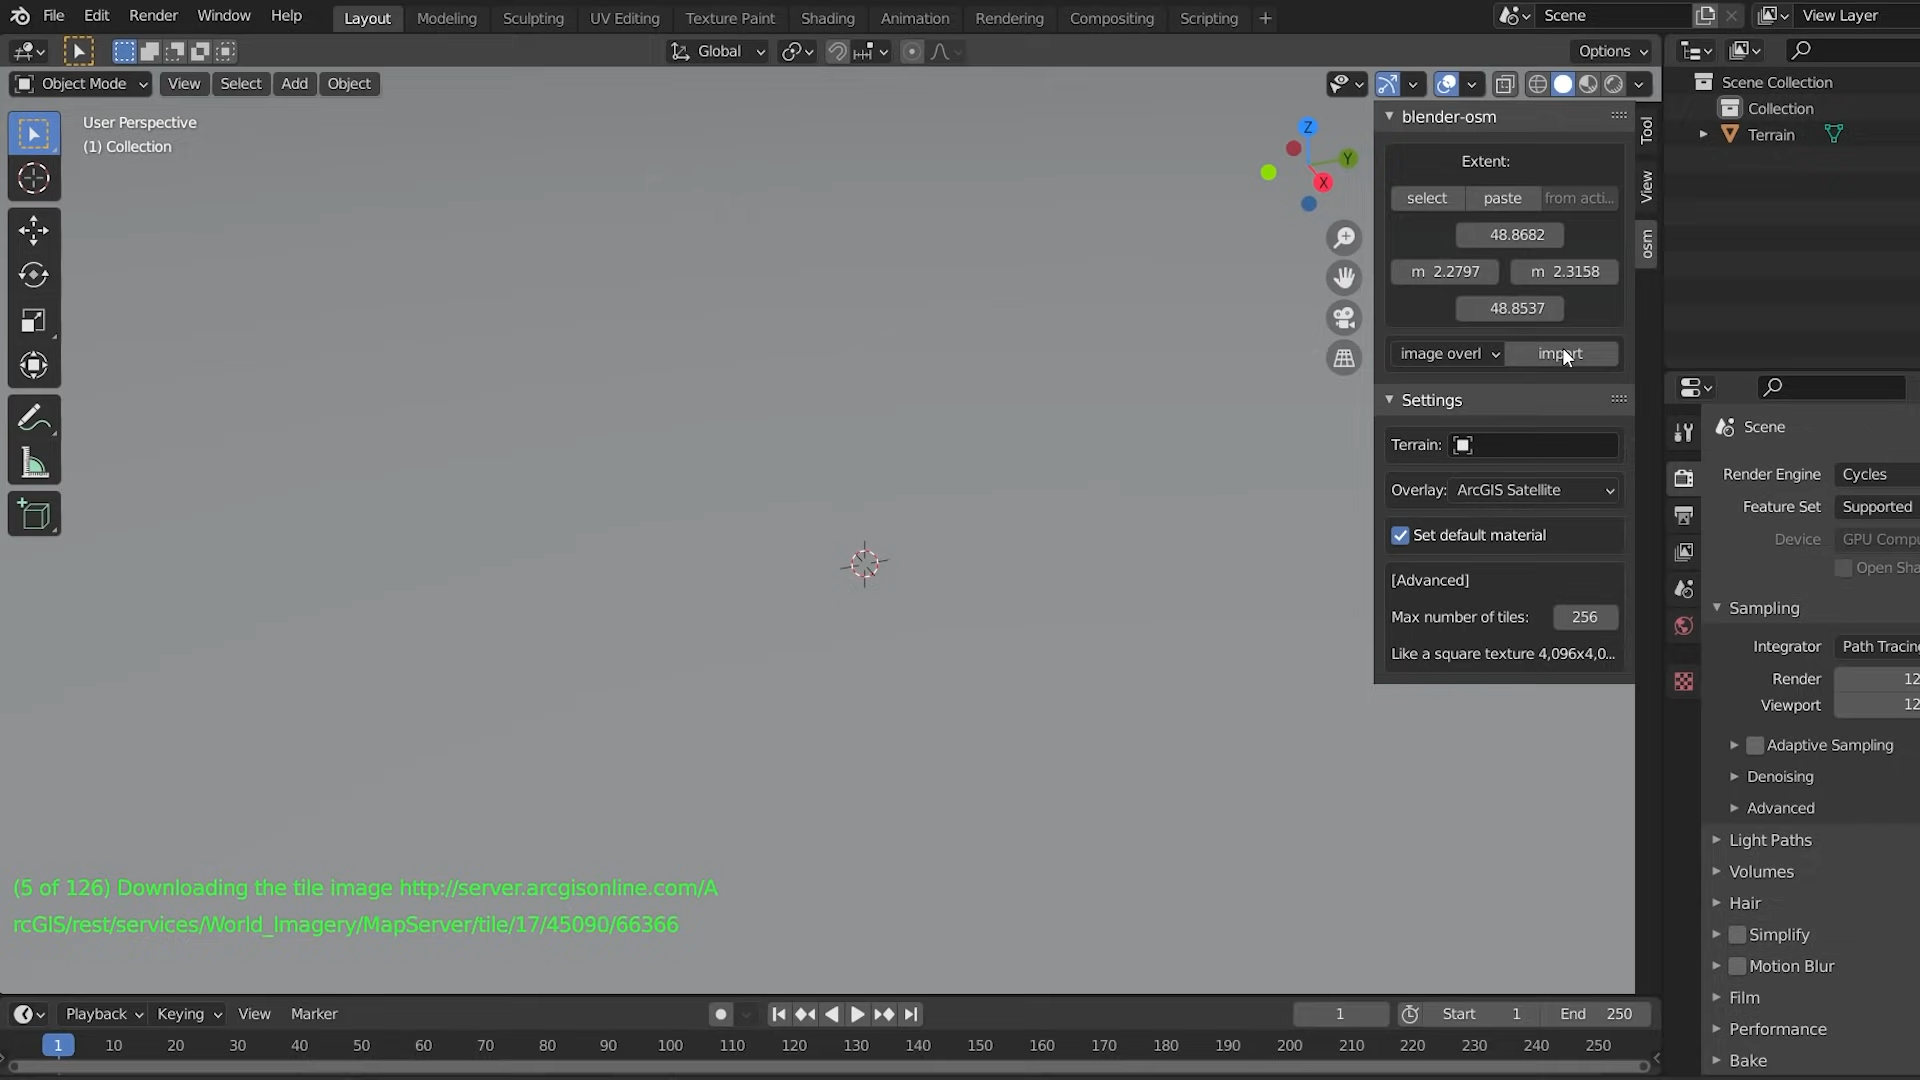 File Edit Render Window Help Layout Modeling Sculpting UV Editing Texture Paint Shading Animation Rendering Compositing Scripting + Scene View Layer
Global Options
Object Mode View Select Add Object
User Perspective
(1) Collection
Z
Y
X
blender-osm
Extent:
select paste from acti...
48.8682
m 2.2797 m 2.3158
48.8537
image overl import
Settings
Terrain:
Overlay: ArcGIS Satellite
Set default material
[Advanced]
Max number of tiles: 256
Like a square texture 4,096x4,0...
Tool
View
osm
Scene Collection
Collection
Terrain
Scene
Render Engine Cycles
Feature Set Supported
Device GPU Compu
Open Sha
Sampling
Integrator Path Tracing
Render 12
Viewport 12
Adaptive Sampling
Denoising
Advanced
Light Paths
Volumes
Hair
Simplify
Motion Blur
Film
Performance
Bake
(5 of 126) Downloading the tile image http://server.arcgisonline.com/A
rcGIS/rest/services/World_Imagery/MapServer/tile/17/45090/66366
Playback Keying View Marker 1 Start 1 End 250
1 10 20 30 40 50 60 70 80 90 100 110 120 130 140 150 160 170 180 190 200 210 220 230 240 250